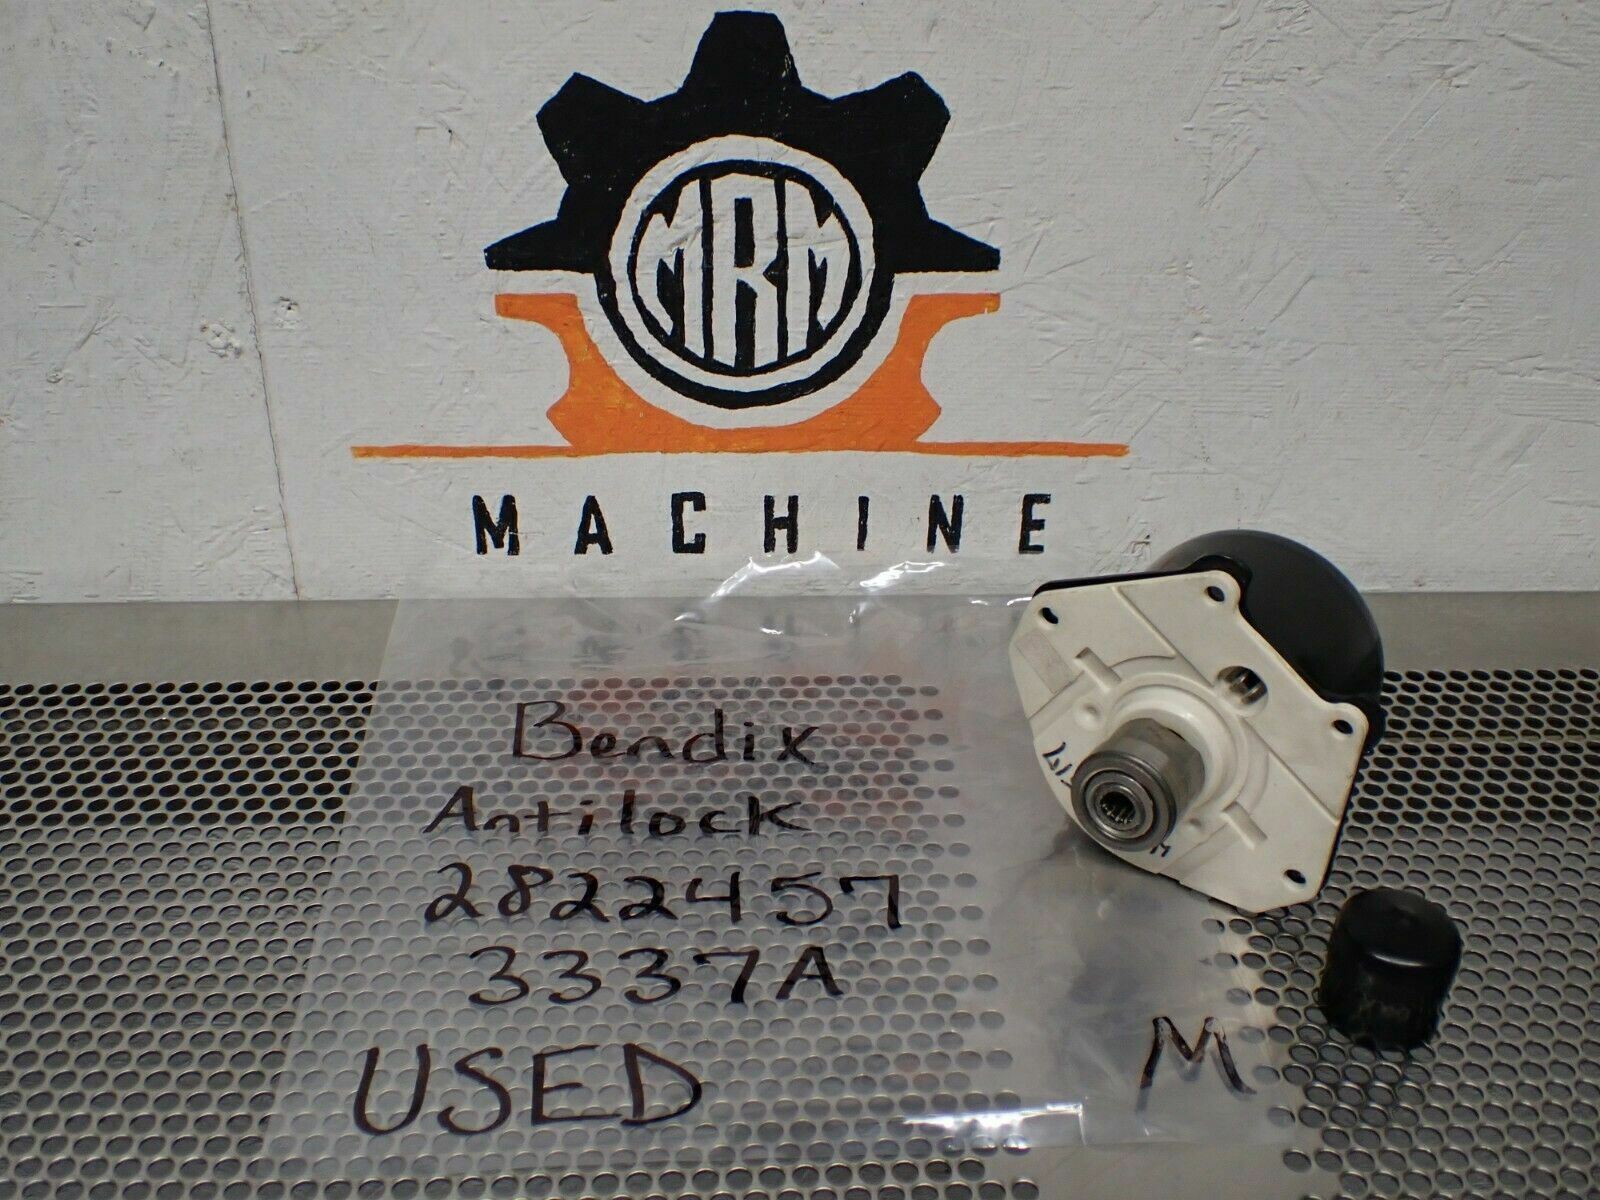 MRM
MACHINE
Bendix
Antilock
2822457
3337A
USED
M